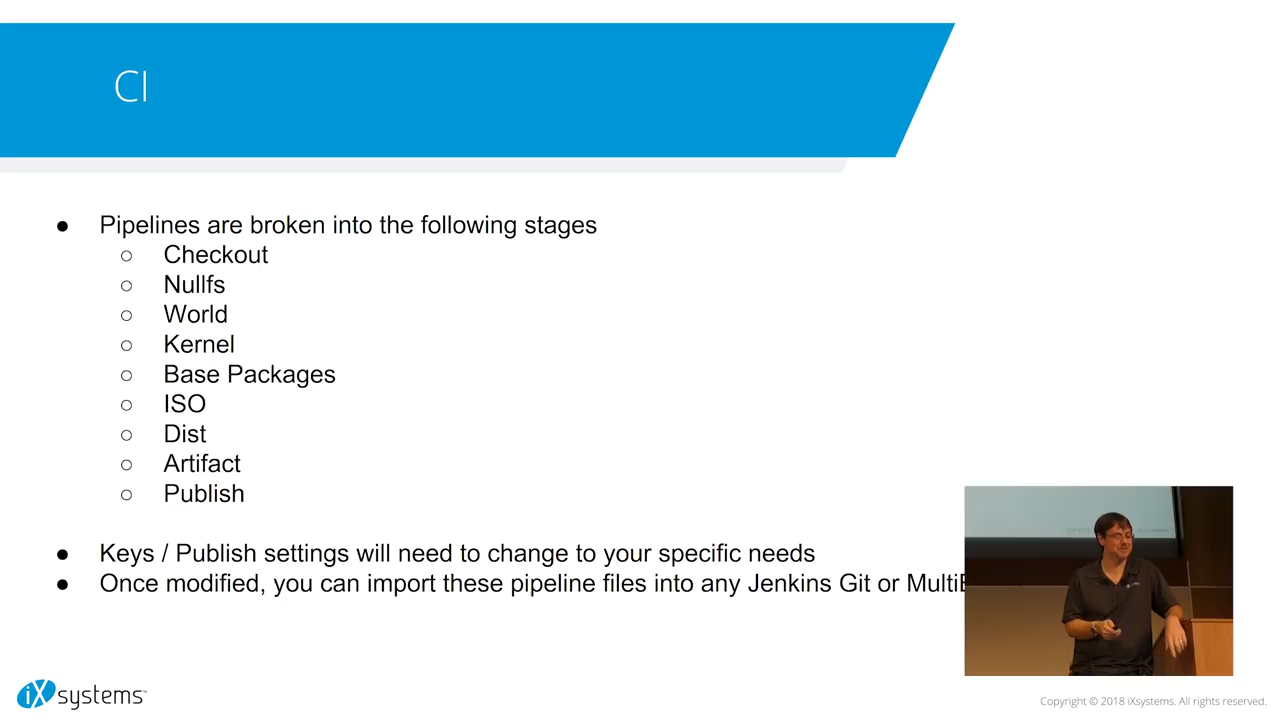 CI
● Pipelines are broken into the following stages
○ Checkout
○ Nullfs
○ World
○ Kernel
○ Base Packages
○ ISO
○ Dist
○ Artifact
○ Publish
● Keys / Publish settings will need to change to your specific needs
● Once modified, you can import these pipeline files into any Jenkins Git or
iXsystems™
Copyright © 2018 iXsystems. All rights reserved.